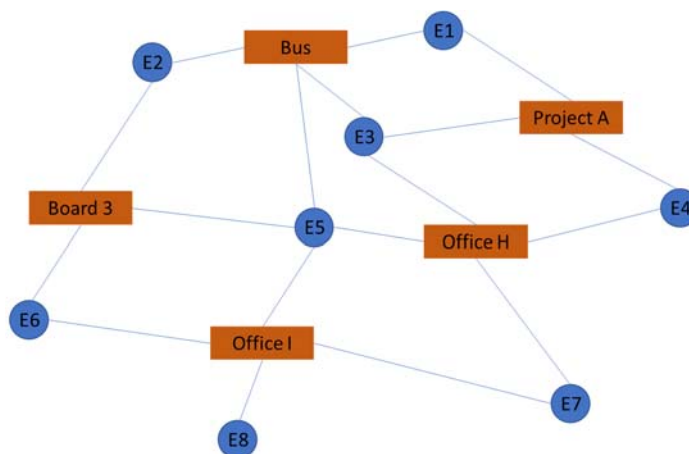 E1
Bus
E2
Project A
E3
Board 3
E4
E5
Office H
E6
Office I
E7
E8